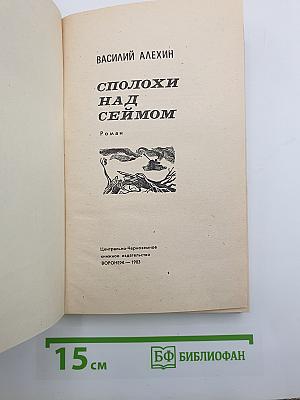 ВАСИЛИЙ АЛЕХИН
СПОЛОХИ
НАД
СЕЙМОМ
Роман
Центрально-Черноземное
книжное издательство
ВОРОНЕЖ—1983
15 см
БФ БИБЛИОФАН